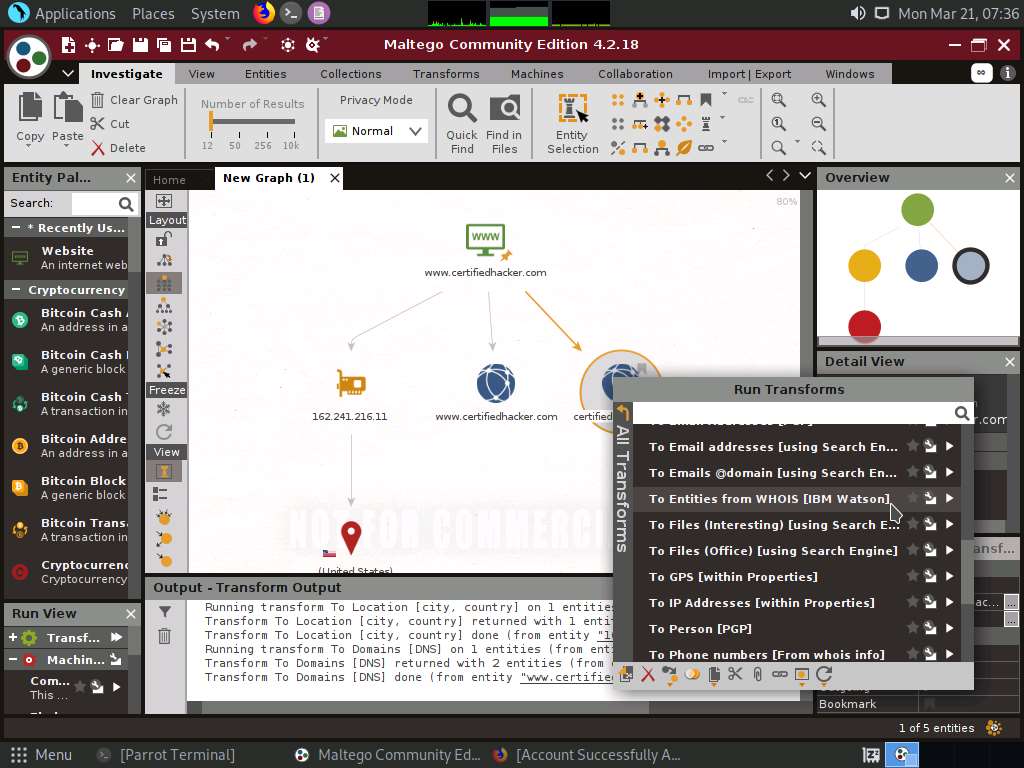 Applications Places System Mon Mar 21, 07:36
Maltego Community Edition 4.2.18
Investigate View Entities Collections Transforms Machines Collaboration Import | Export Windows
Copy
Paste
Clear Graph
Cut
Delete
Number of Results
12 50 256 10k
Privacy Mode
Normal
Quick Find
Find in Files
Entity Selection
Entity Pal...
Search:
* Recently Us...
Website
An internet web
Cryptocurrency
Bitcoin Cash
An address in a
Bitcoin Cash
A generic block
Bitcoin Cash
A transaction in
Bitcoin Addre
An address in a
Bitcoin Block
A generic block
Bitcoin Trans
A transaction in
Cryptocurrenc
Cryptocurrency
Run View
Transf...
Machin...
Com...
This ...
Home
New Graph (1)
Layout
Freeze
View
80%
www.certifiedhacker.com
162.241.216.11
www.certifiedhacker.com
certified
(United States)
NOT FOR COMMERC
Output - Transform Output
Running transform To Location [city, country] on 1 entities
Transform To Location [city, country] returned with 1 entit
Transform To Location [city, country] done (from entity "1
Running transform To Domains [DNS] on 1 entities (from ent
Transform To Domains [DNS] returned with 2 entities (from
Transform To Domains [DNS] done (from entity "www.certifie
Overview
Detail View
r.com
ansf...
ac...
Bookmark
Run Transforms
All Transforms
To Email addresses [using Search En...
To Emails @domain [using Search En...
To Entities from WHOIS [IBM Watson]
To Files (Interesting) [using Search E...
To Files (Office) [using Search Engine]
To GPS [within Properties]
To IP Addresses [within Properties]
To Person [PGP]
To Phone numbers [From whois info]
1 of 5 entities
Menu [Parrot Terminal] Maltego Community Ed... [Account Successfully A...